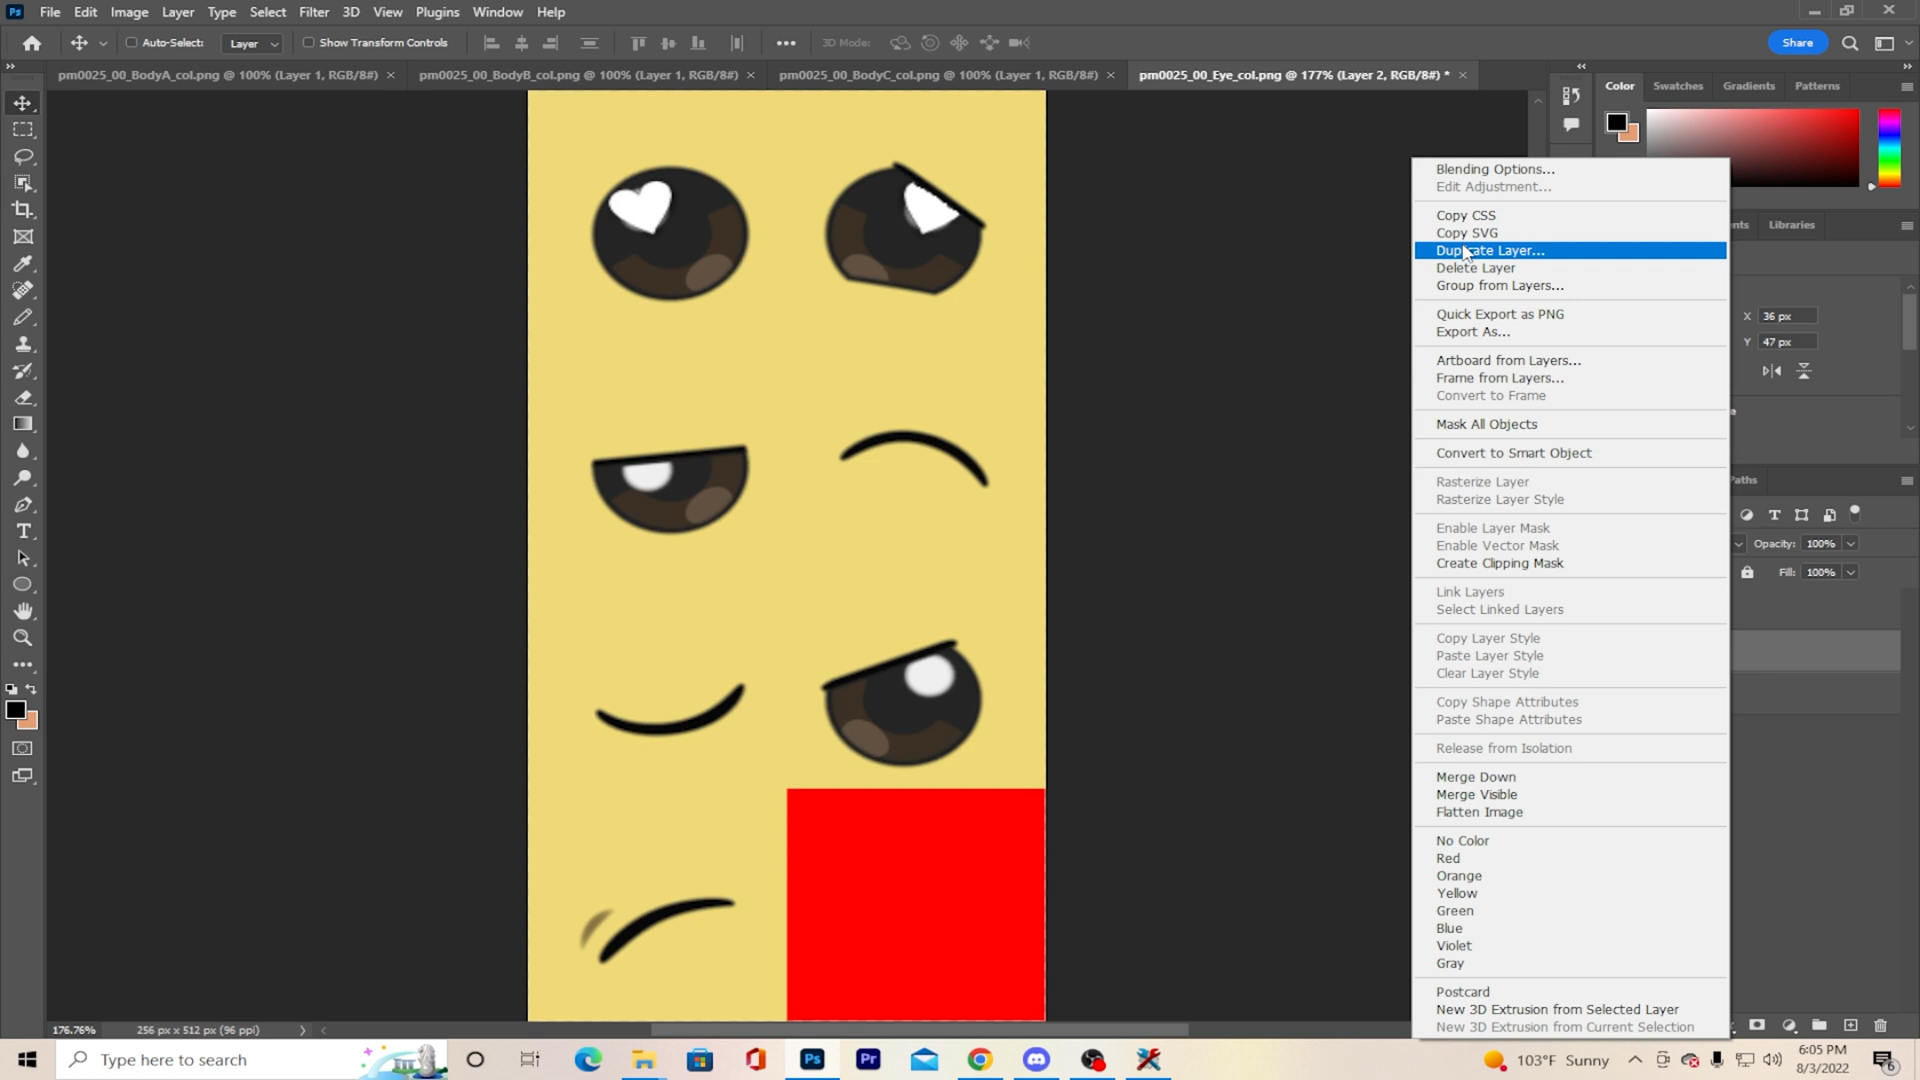 Ps File Edit Image Layer Type Select Filter 3D View Plugins Window Help
Auto-Select: Layer Show Transform Controls 3D Mode: Share
pm0025_00_BodyA_col.png @ 100% (Layer 1, RGB/8#) pm0025_00_BodyB_col.png @ 100% (Layer 1, RGB/8#) pm0025_00_BodyC_col.png @ 100% (Layer 1, RGB/8#) pm0025_00_Eye_col.png @ 177% (Layer 2, RGB/8#) *
Color Swatches Gradients Patterns
Libraries
X 36 px
Y 47 px
Paths
Opacity: 100%
Fill: 100%
Blending Options...
Edit Adjustment...
Copy CSS
Copy SVG
Duplicate Layer...
Delete Layer
Group from Layers...
Quick Export as PNG
Export As...
Artboard from Layers...
Frame from Layers...
Convert to Frame
Mask All Objects
Convert to Smart Object
Rasterize Layer
Rasterize Layer Style
Enable Layer Mask
Enable Vector Mask
Create Clipping Mask
Link Layers
Select Linked Layers
Copy Layer Style
Paste Layer Style
Clear Layer Style
Copy Shape Attributes
Paste Shape Attributes
Release from Isolation
Merge Down
Merge Visible
Flatten Image
No Color
Red
Orange
Yellow
Green
Blue
Violet
Gray
Postcard
New 3D Extrusion from Selected Layer
New 3D Extrusion from Current Selection
176.76% 256 px x 512 px (96 ppi)
Type here to search Ps Pr 103°F Sunny 6:05 PM
8/3/2022 6